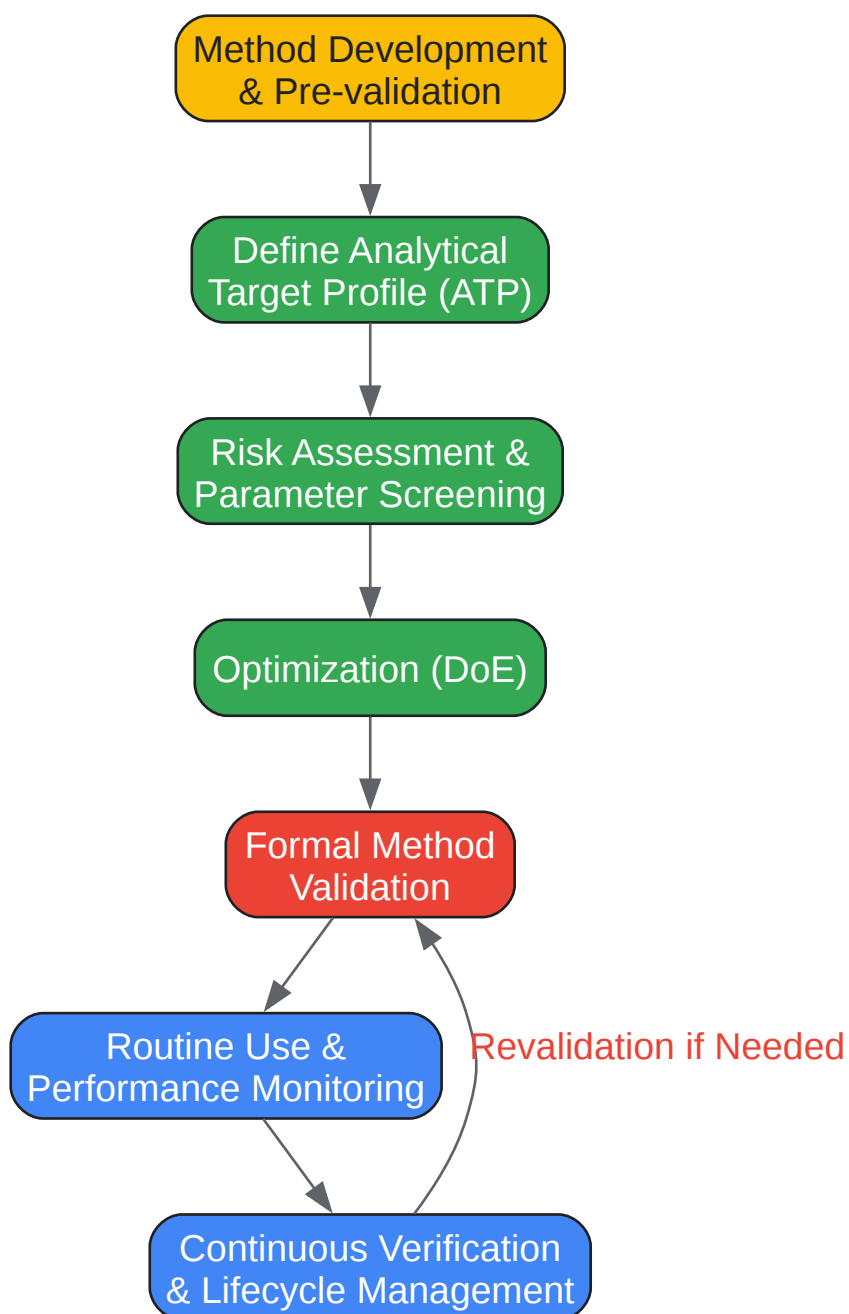 Method Development
& Pre-validation
Define Analytical
Target Profile (ATP)
Risk Assessment &
Parameter Screening
Optimization (DoE)
Formal Method
Validation
Routine Use &
Performance Monitoring
Revalidation if Needed
Continuous Verification
& Lifecycle Management